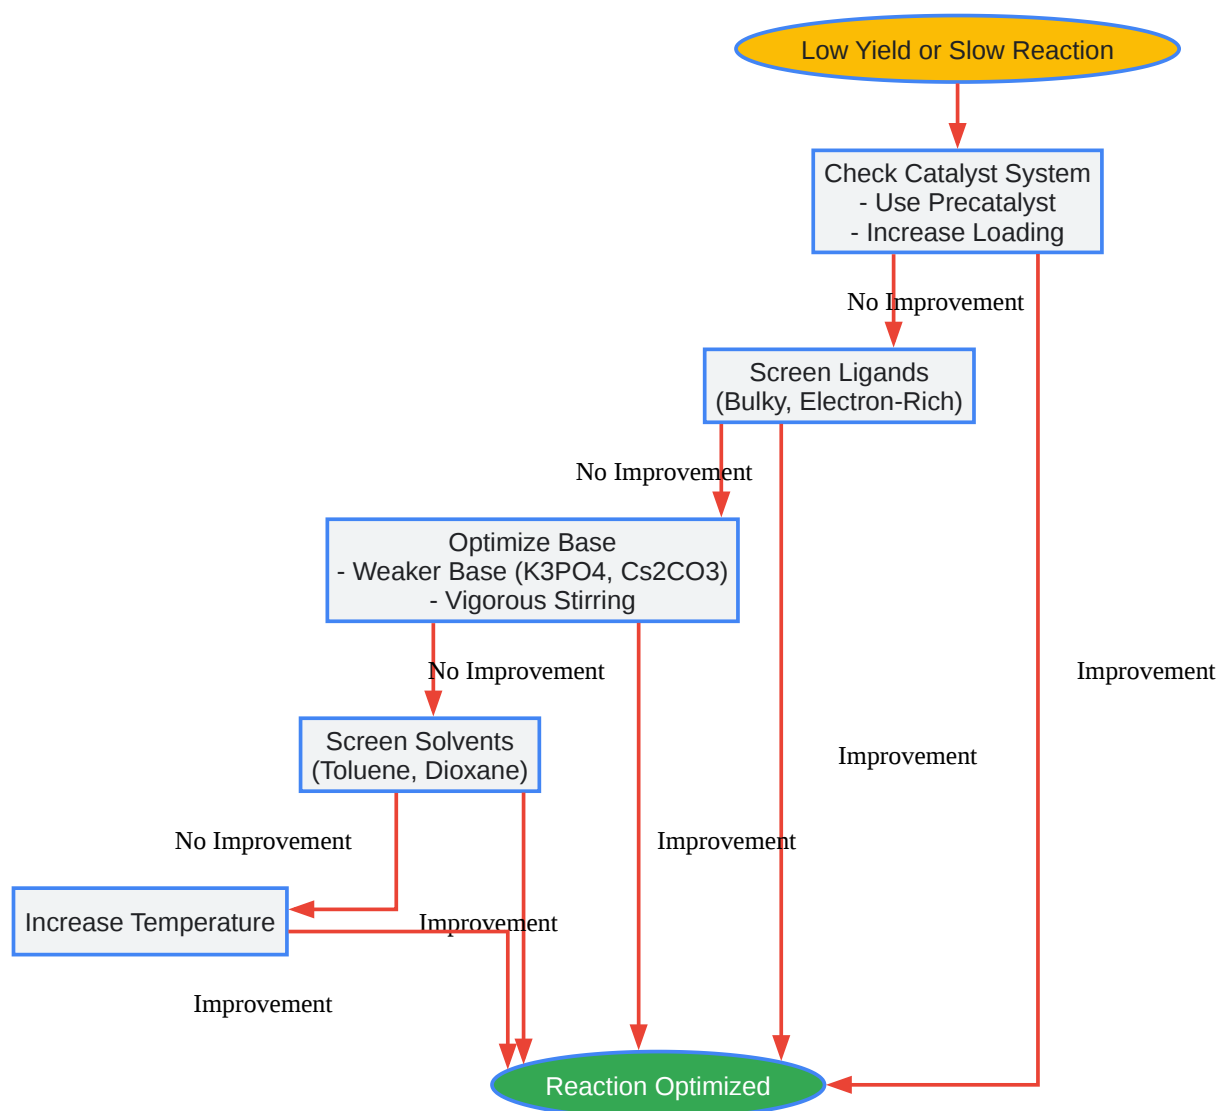 Low Yield or Slow Reaction
Check Catalyst System
- Use Precatalyst
- Increase Loading
No Improvement
Screen Ligands
(Bulky, Electron-Rich)
No Improvement
Optimize Base
- Weaker Base (K3PO4, Cs2CO3)
- Vigorous Stirring
No Improvement
Improvement
Screen Solvents
(Toluene, Dioxane)
Improvement
No Improvement
Improvement
Increase Temperature
Improvement
Improvement
Reaction Optimized